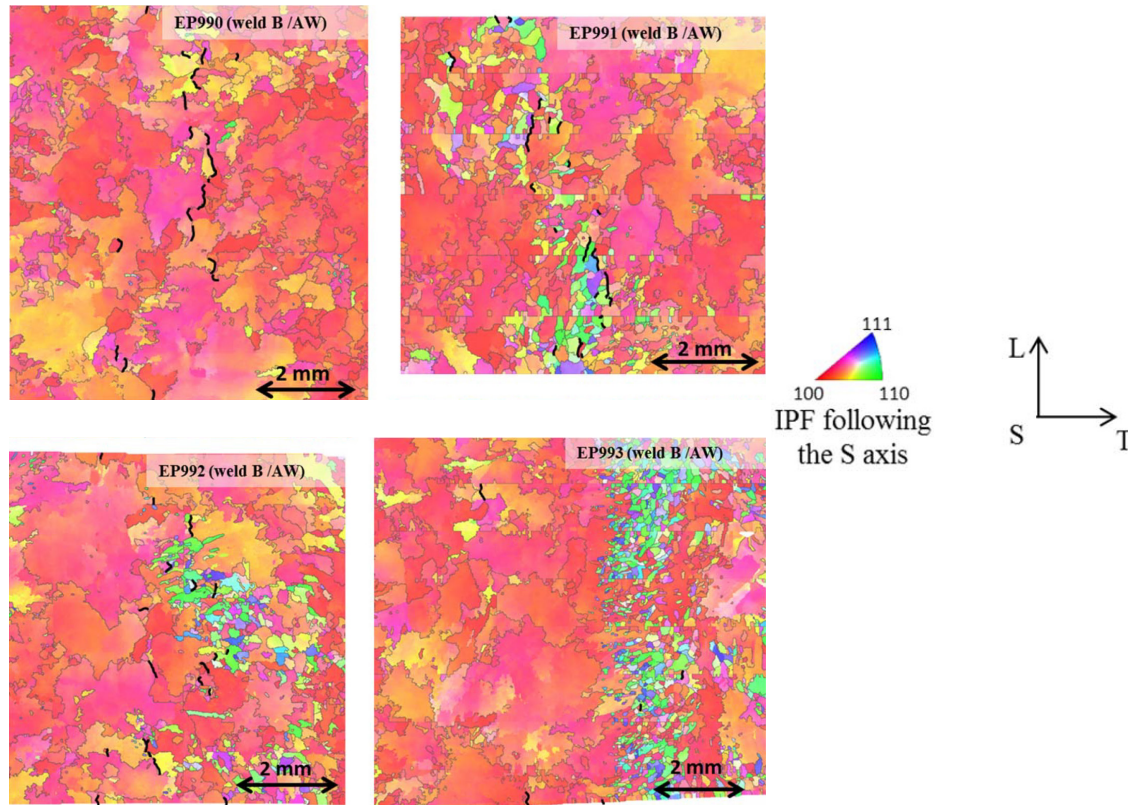 EP990 (weld B /AW)
EP991 (weld B /AW)
2 mm
2 mm
111
100
110
IPF following
the S axis
L
S
T
EP992 (weld B /AW)
EP993 (weld B /AW)
2 mm
2 mm